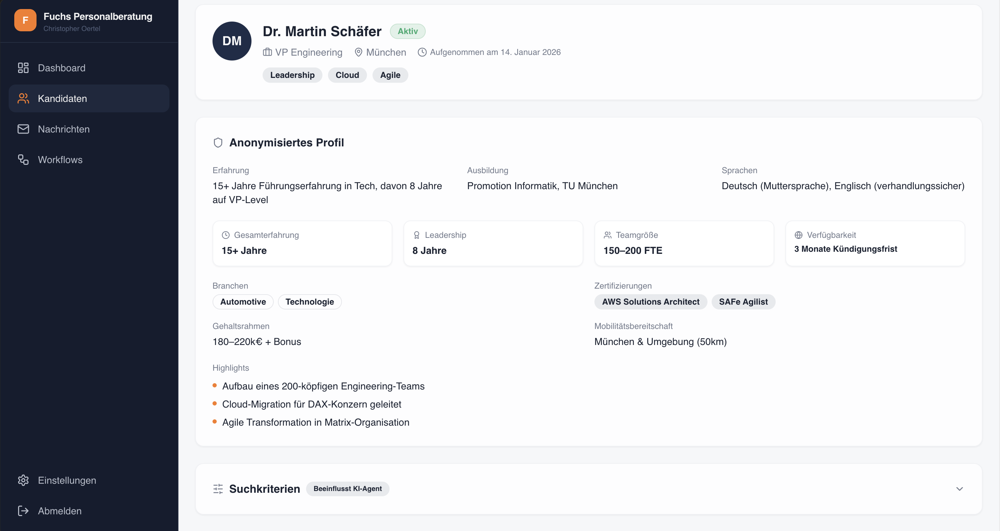 F
Fuchs Personalberatung
Christopher Oertel
Dashboard
Kandidaten
Nachrichten
Workflows
Einstellungen
Abmelden
DM
Dr. Martin Schäfer
Aktiv
VP Engineering
München
Aufgenommen am 14. Januar 2026
Leadership
Cloud
Agile
Anonymisiertes Profil
Erfahrung
15+ Jahre Führungserfahrung in Tech, davon 8 Jahre
auf VP-Level
Ausbildung
Promotion Informatik, TU München
Sprachen
Deutsch (Muttersprache), Englisch (verhandlungssicher)
Gesamterfahrung
15+ Jahre
Leadership
8 Jahre
Teamgröße
150–200 FTE
Verfügbarkeit
3 Monate Kündigungsfrist
Branchen
Automotive
Technologie
Zertifizierungen
AWS Solutions Architect
SAFe Agilist
Gehaltsrahmen
180–220k€ + Bonus
Mobilitätsbereitschaft
München & Umgebung (50km)
Highlights
Aufbau eines 200-köpfigen Engineering-Teams
Cloud-Migration für DAX-Konzern geleitet
Agile Transformation in Matrix-Organisation
Suchkriterien
Beeinflusst KI-Agent